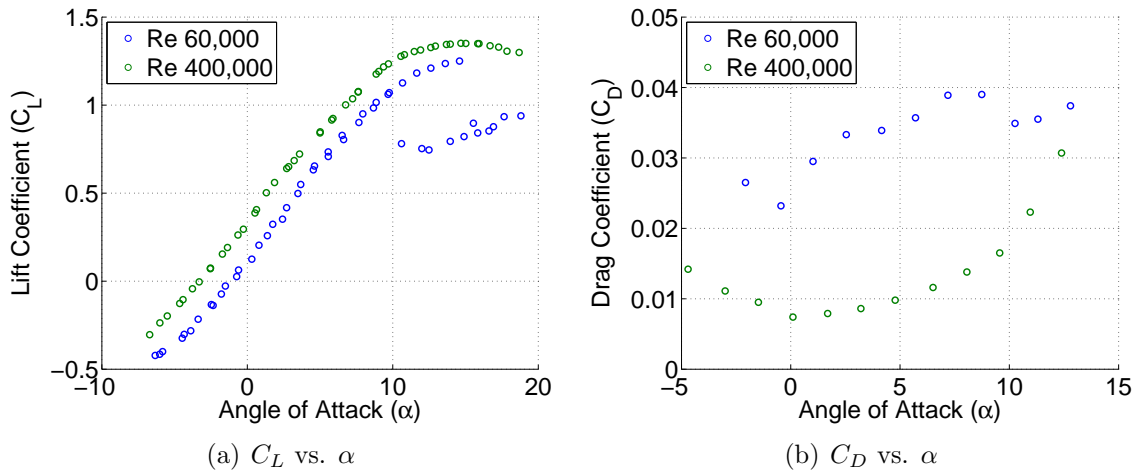 1.5
1
0.5
0
−0.5
−10
0
10
20
Angle of Attack (α)
Lift Coefficient (C_L)
Re 60,000
Re 400,000
(a) C_L vs. α
0.05
0.04
0.03
0.02
0.01
0
−5
0
5
10
15
Angle of Attack (α)
Drag Coefficient (C_D)
Re 60,000
Re 400,000
(b) C_D vs. α